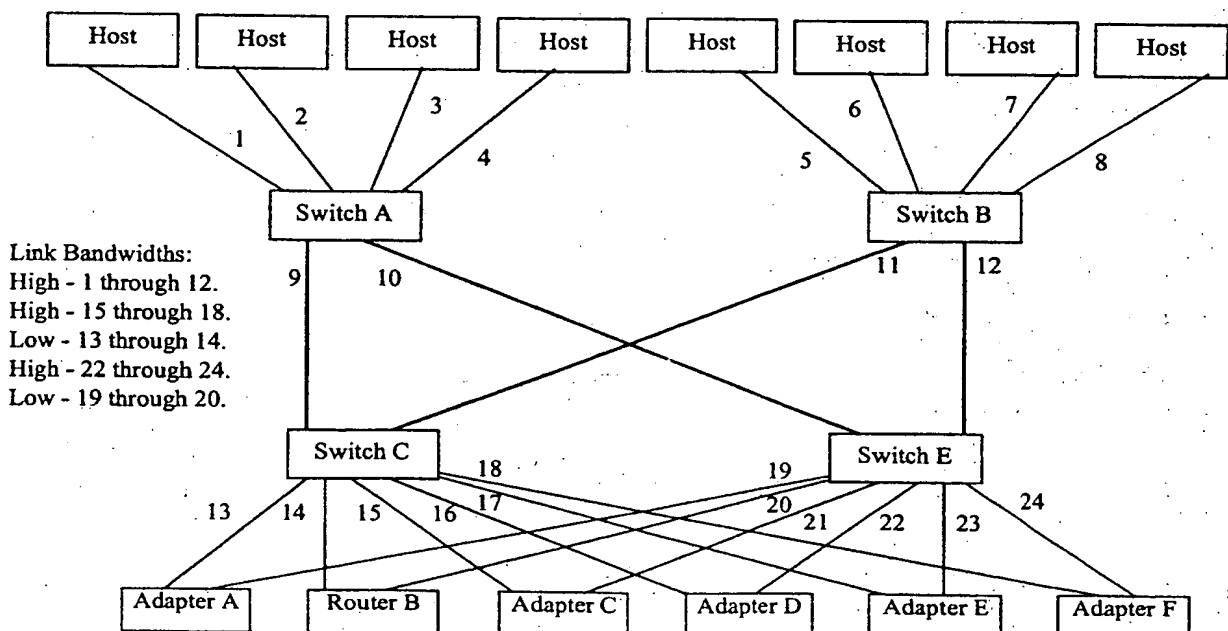 Host Host Host Host Host Host Host Host
1 2 3 4 5 6 7 8
Switch A Switch B
Link Bandwidths:
High - 1 through 12.
High - 15 through 18.
Low - 13 through 14.
High - 22 through 24.
Low - 19 through 20.
9 10 11 12
Switch C Switch E
13 14 15 16 17 18 19 20 21 22 23 24
Adapter A Router B Adapter C Adapter D Adapter E Adapter F